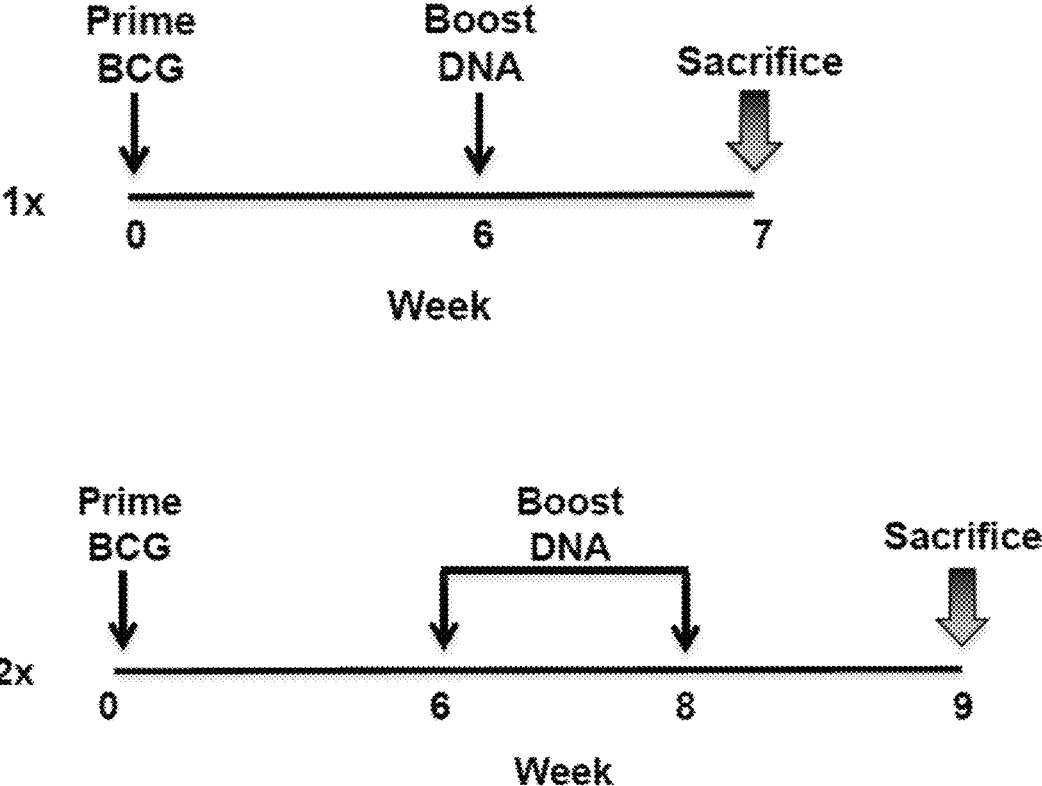 Prime
BCG
Boost
DNA
Sacrifice
1x
0
6
7
Week
Prime
BCG
Boost
DNA
Sacrifice
2x
0
6
8
9
Week